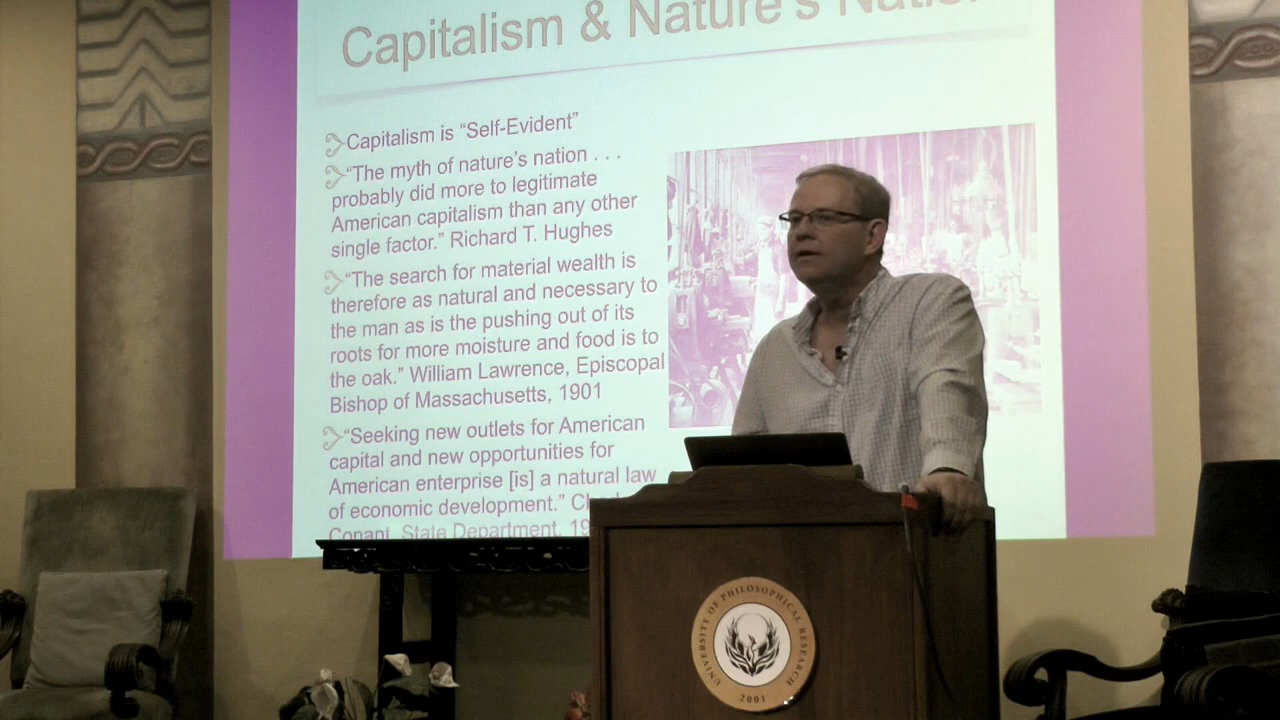 Capitalism & Nature's
Capitalism is “Self-Evident”
“The myth of nature's nation . . .
probably did more to legitimate
American capitalism than any other
single factor.” Richard T. Hughes
“The search for material wealth is
therefore as natural and necessary to
the man as is the pushing out of its
roots for more moisture and food is to
the oak.” William Lawrence, Episcopal
Bishop of Massachusetts, 1901
“Seeking new outlets for American
capital and new opportunities for
American enterprise [is] a natural law
of economic development.”
Conant, State Department,
UNIVERSITY OF PHILOSOPHICAL RESEARCH
2001